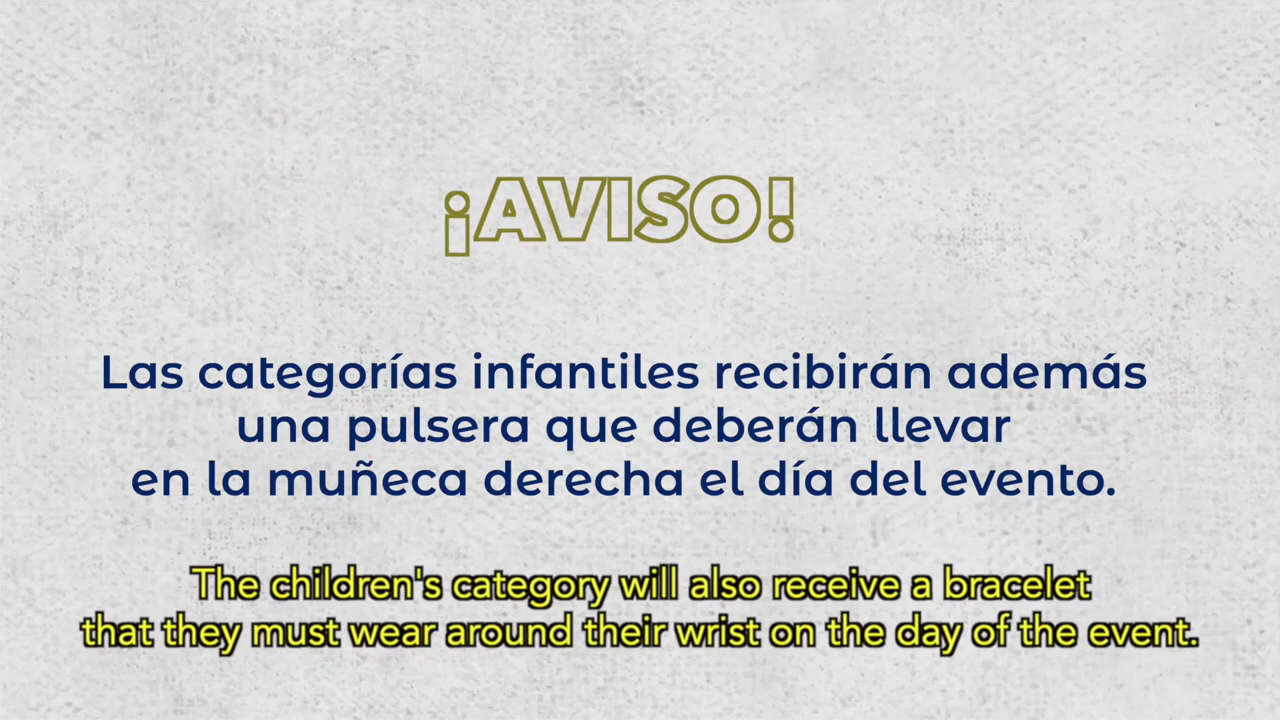 ¡AVISO!
Las categorías infantiles recibirán además
una pulsera que deberán llevar
en la muñeca derecha el día del evento.
The children's category will also receive a bracelet
that they must wear around their wrist on the day of the event.